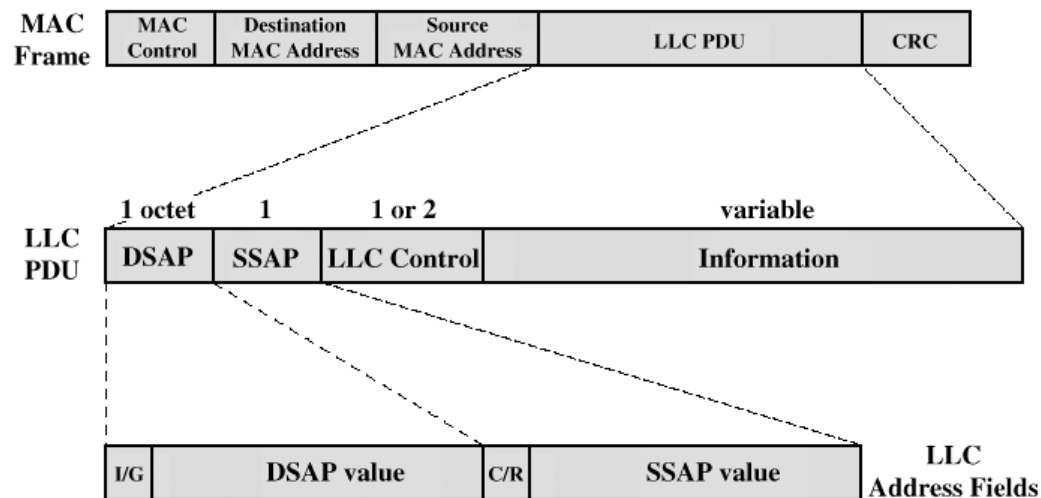 MAC
Frame
MAC
Control
Destination
MAC Address
Source
MAC Address
LLC PDU
CRC
1 octet
1
1 or 2
variable
LLC
PDU
DSAP
SSAP
LLC Control
Information
I/G
DSAP value
C/R
SSAP value
LLC
Address Fields